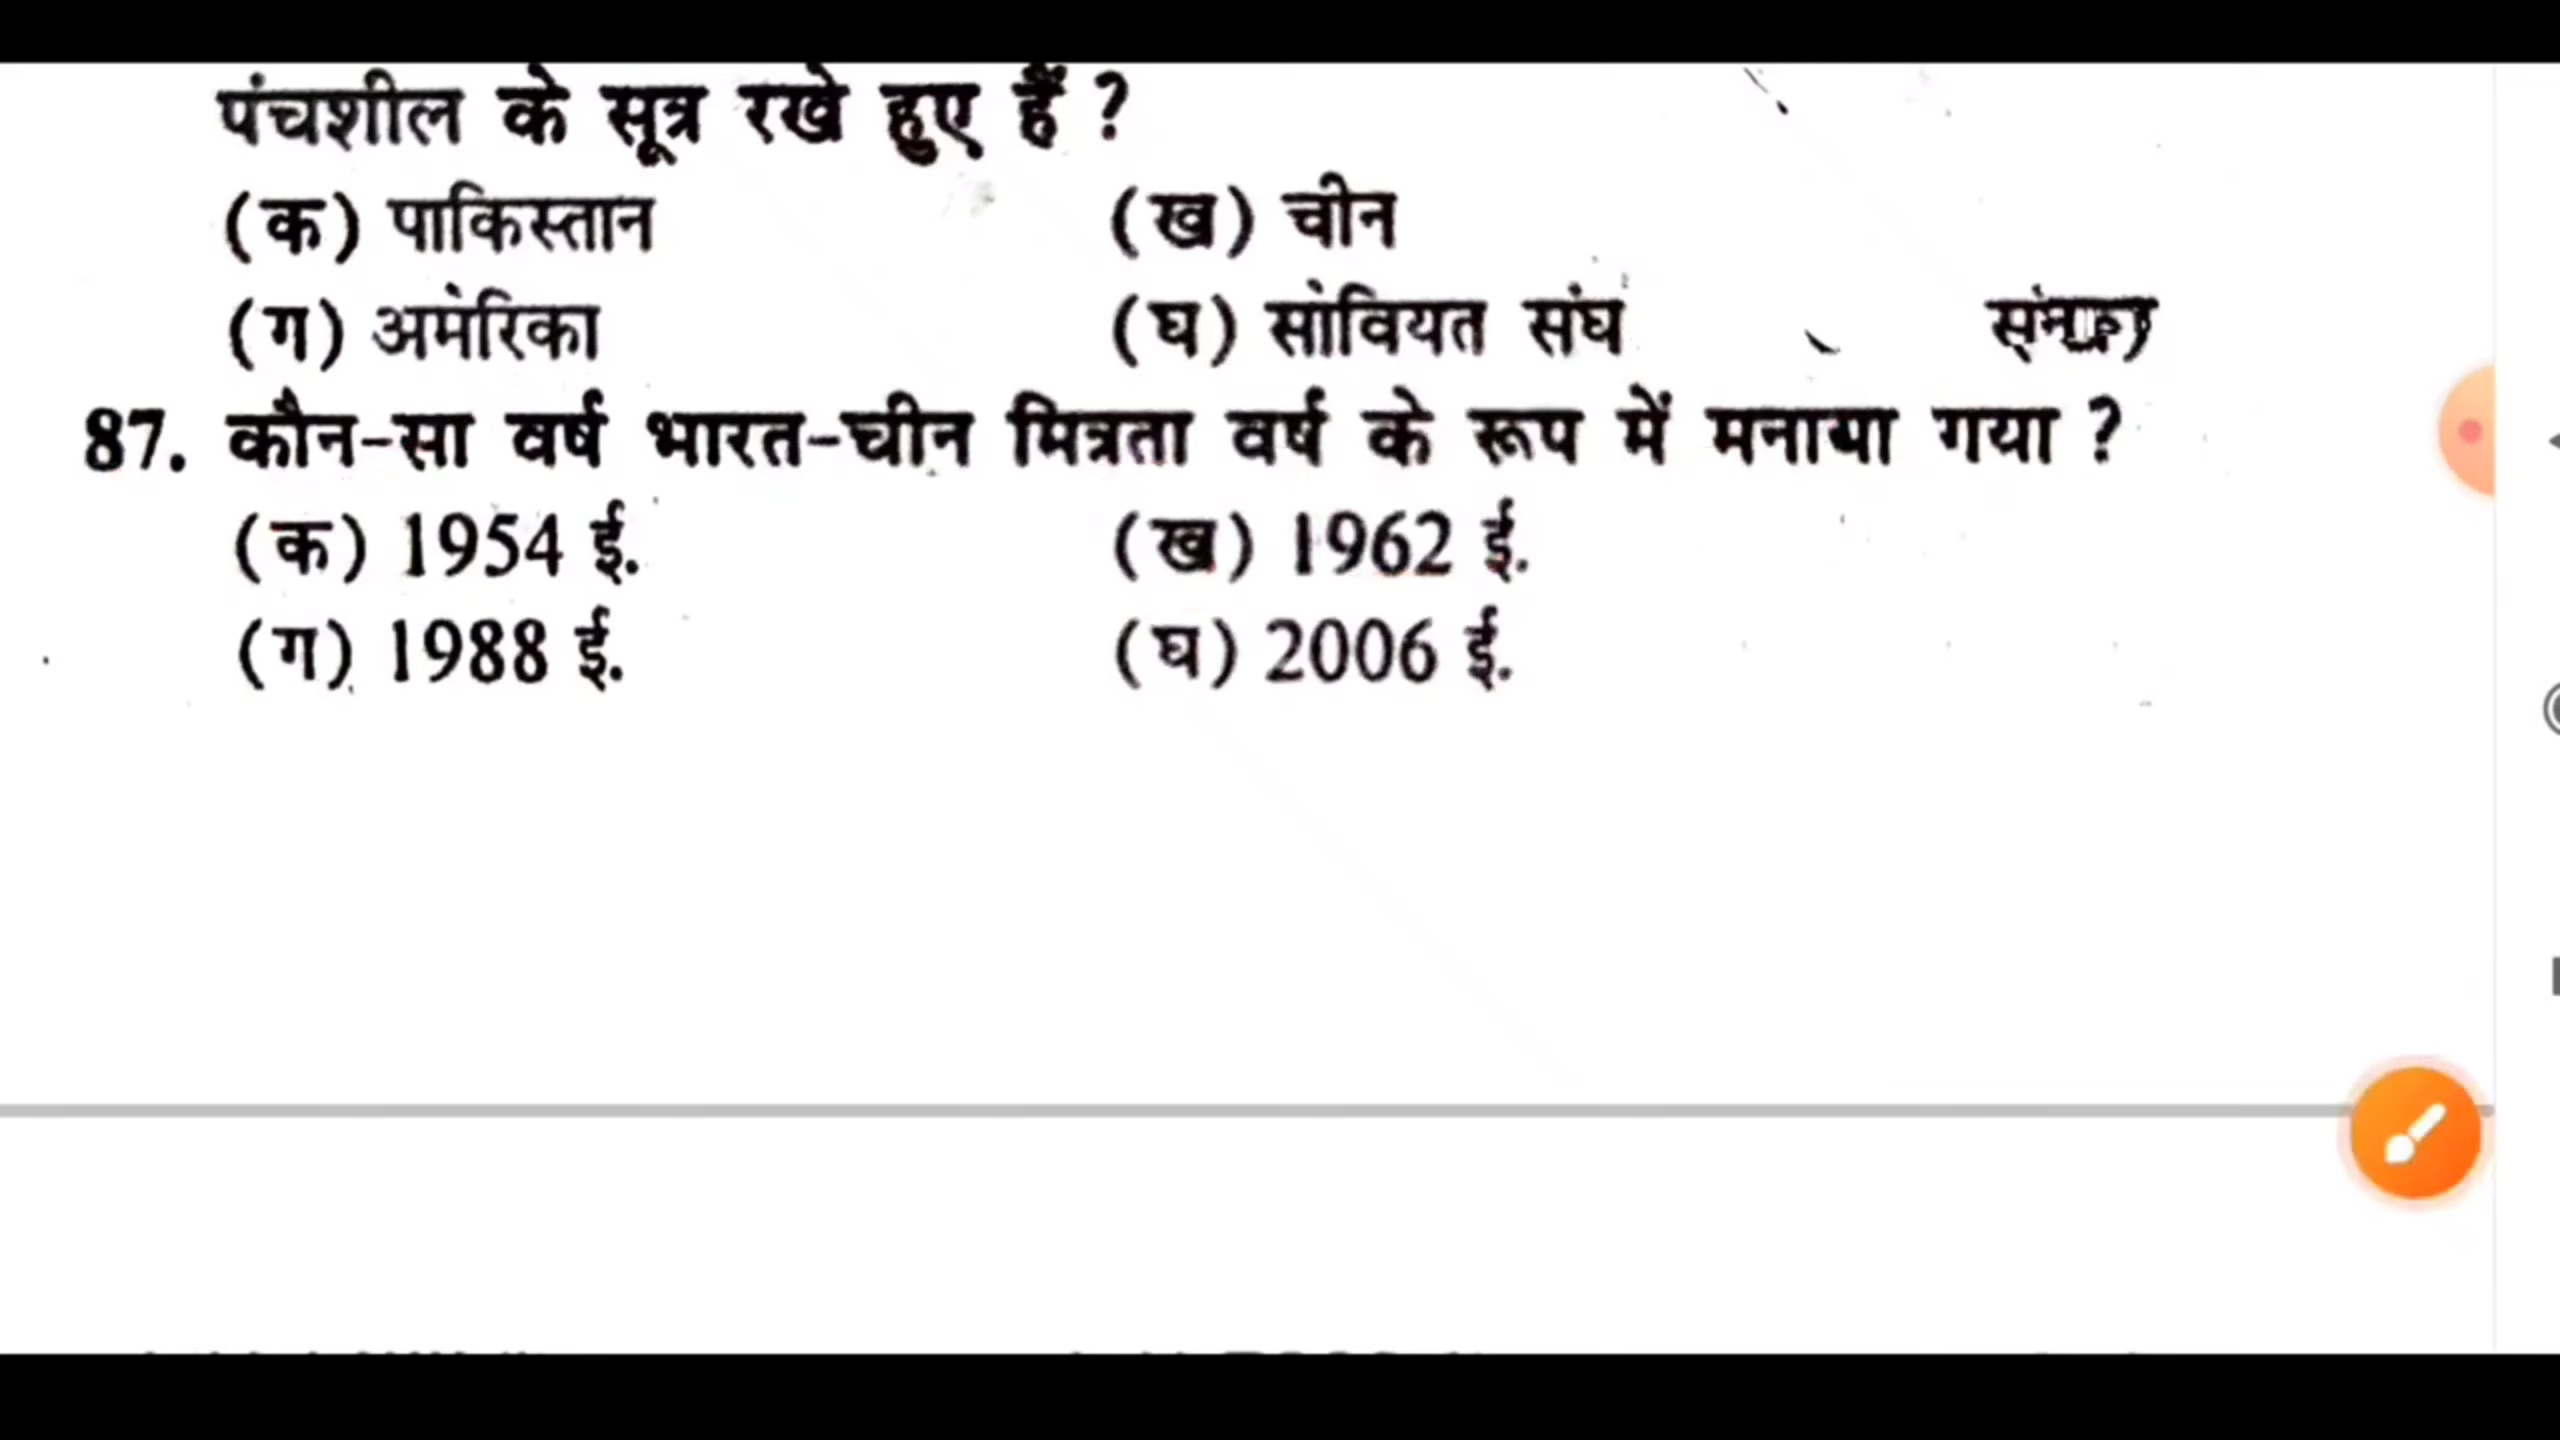 पंचशील के सूत्र रखे हुए हैं ?
(क) पाकिस्तान (ख) चीन
(ग) अमेरिका (घ) सोवियत संघ
87. कौन-सा वर्ष भारत-चीन मित्रता वर्ष के रूप में मनाया गया ?
(क) 1954 ई. (ख) 1962 ई.
(ग) 1988 ई. (घ) 2006 ई.